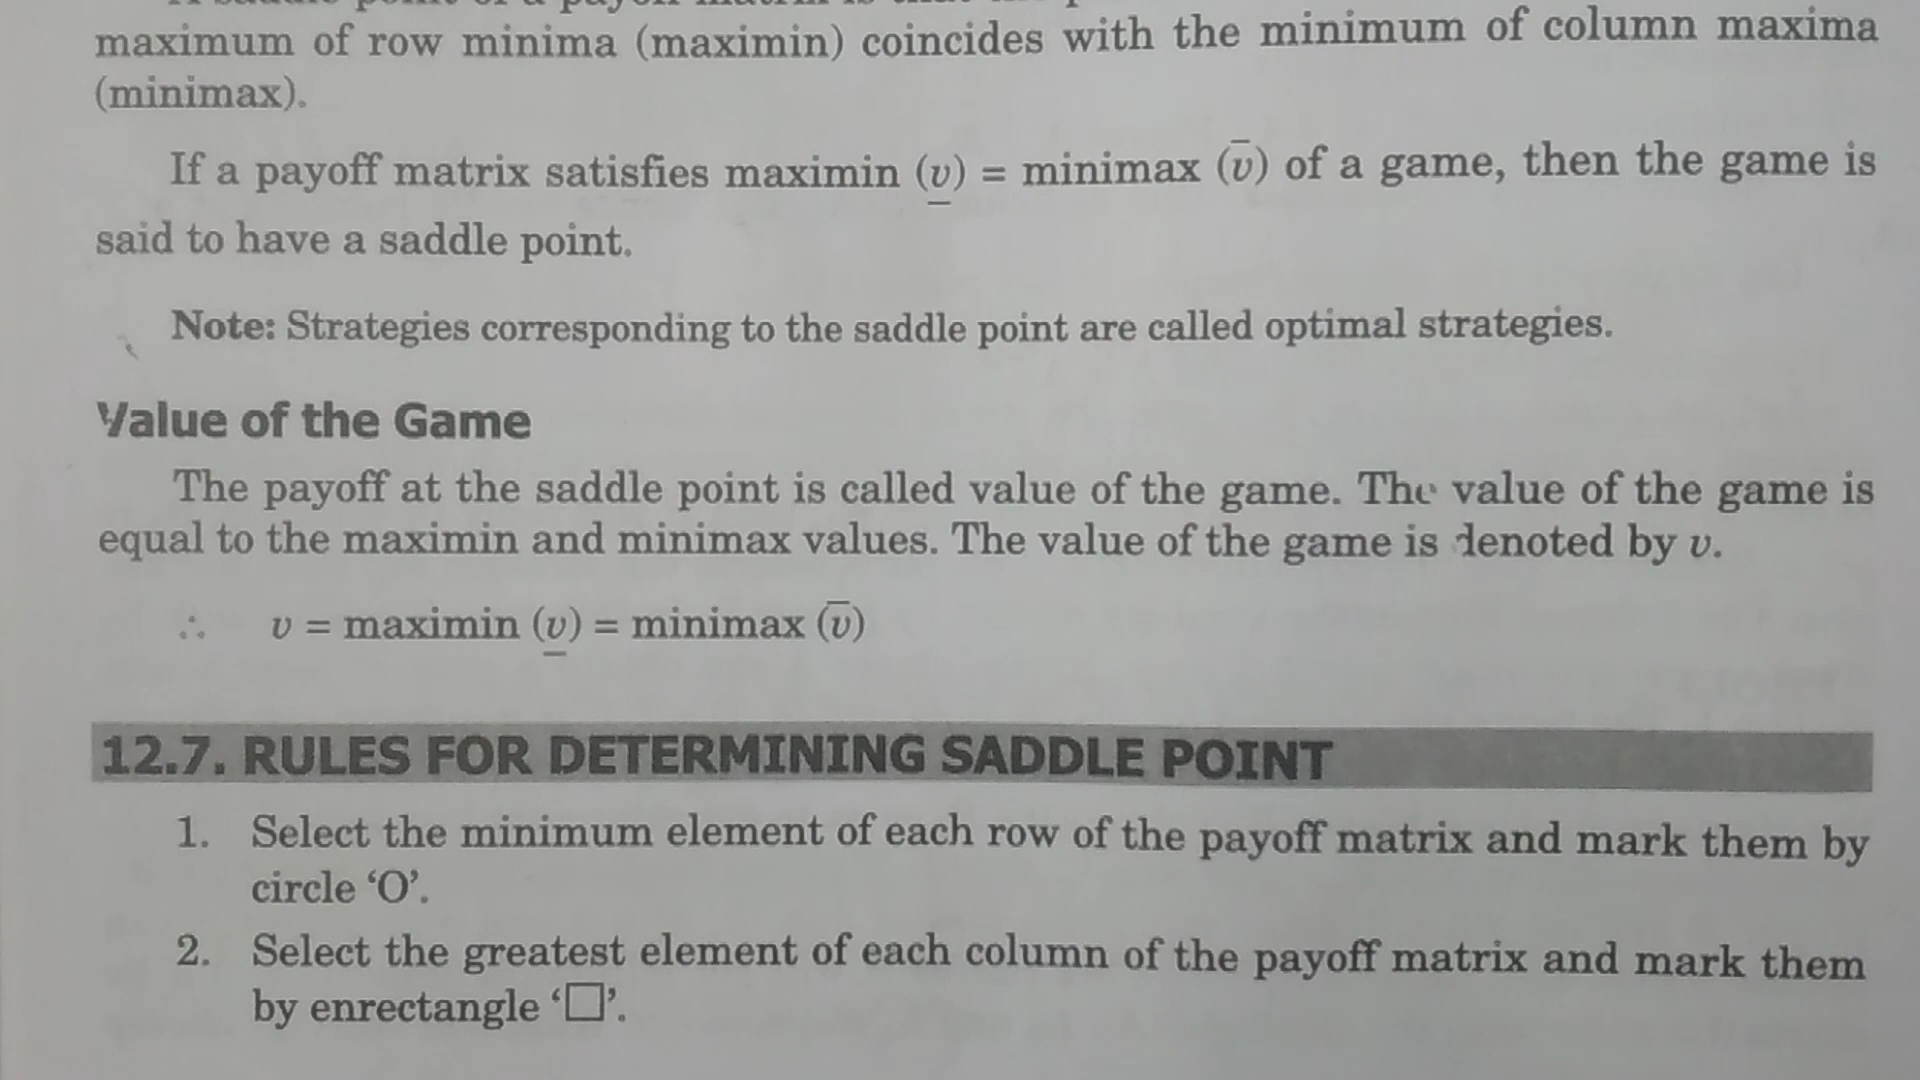 maximum of row minima (maximin) coincides with the minimum of column maxima
(minimax).
If a payoff matrix satisfies maximin (v̲) = minimax (v̅) of a game, then the game is
said to have a saddle point.
Note: Strategies corresponding to the saddle point are called optimal strategies.
Value of the Game
The payoff at the saddle point is called value of the game. The value of the game is
equal to the maximin and minimax values. The value of the game is denoted by v.
∴ v = maximin (v̲) = minimax (v̅)
12.7. RULES FOR DETERMINING SADDLE POINT
1. Select the minimum element of each row of the payoff matrix and mark them by
circle ‘O’.
2. Select the greatest element of each column of the payoff matrix and mark them
by enrectangle ‘□’.